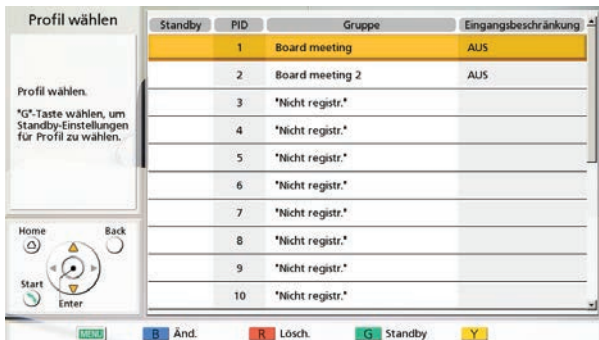 Profil wählen
Standby PID Gruppe Eingangsbeschränkung
1 Board meeting AUS
2 Board meeting 2 AUS
3 "Nicht registr."
4 "Nicht registr."
5 "Nicht registr."
6 "Nicht registr."
7 "Nicht registr."
8 "Nicht registr."
9 "Nicht registr."
10 "Nicht registr."
Profil wählen.
"G"-Taste wählen, um
Standby-Einstellungen
für Profil zu wählen.
Home Back
Start
Enter
MENU B Änd. R Lösch. G Standby Y